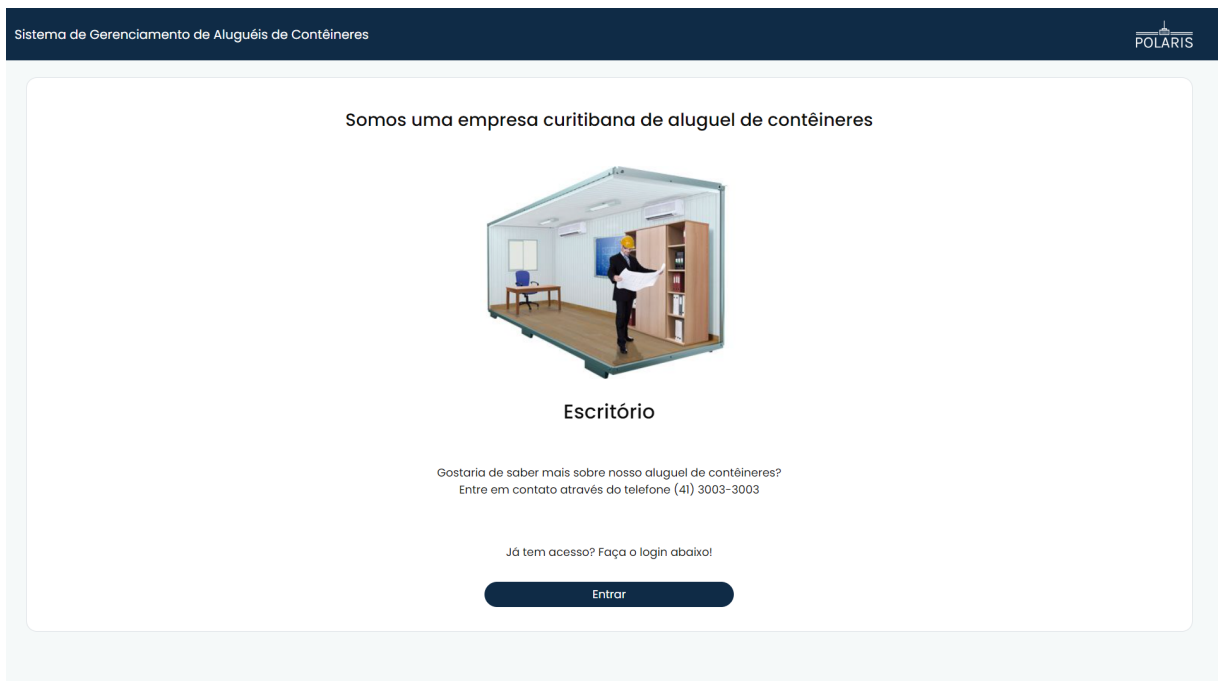 Sistema de Gerenciamento de Aluguéis de Contêineres
POLARIS
Somos uma empresa curitibana de aluguel de contêineres
Escritório
Gostaria de saber mais sobre nosso aluguel de contêineres?
Entre em contato através do telefone (41) 3003-3003
Já tem acesso? Faça o login abaixo!
Entrar